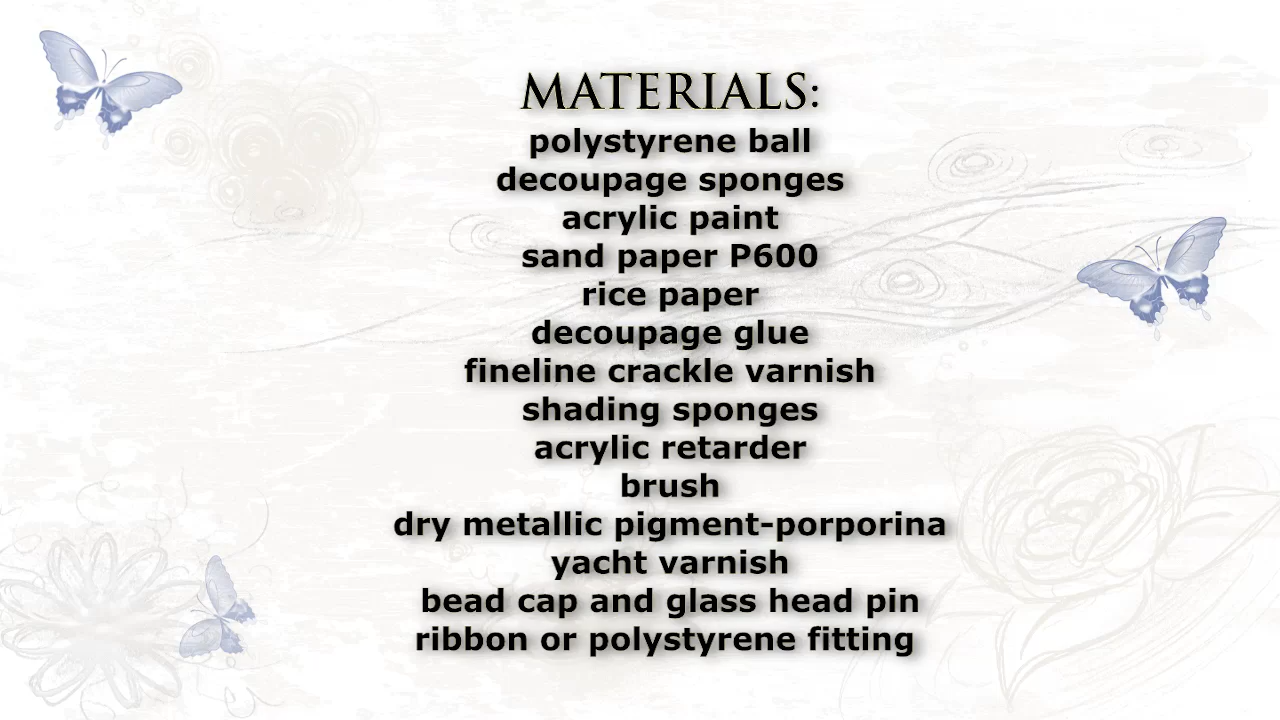 MATERIALS:
polystyrene ball
decoupage sponges
acrylic paint
sand paper P600
rice paper
decoupage glue
fineline crackle varnish
shading sponges
acrylic retarder
brush
dry metallic pigment-porporina
yacht varnish
bead cap and glass head pin
ribbon or polystyrene fitting